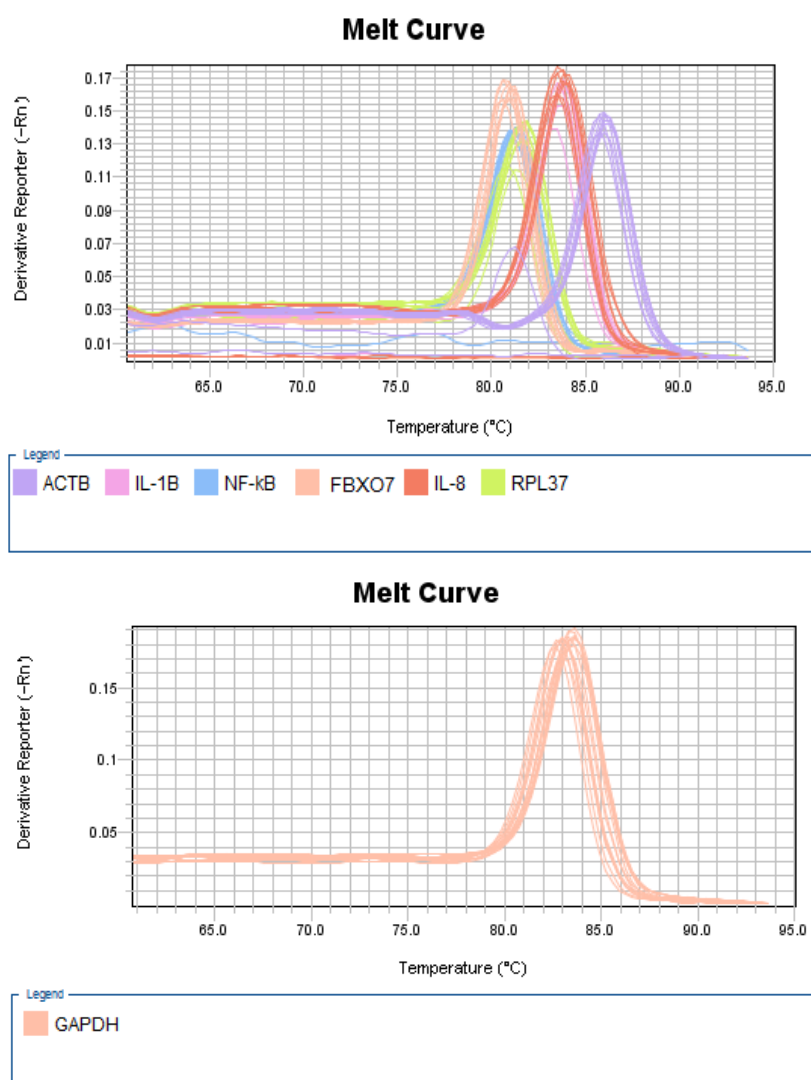 Melt Curve
0.17
0.15
0.13
0.11
0.09
0.07
0.05
0.03
0.01
Derivative Reporter (−Rn')
65.0 70.0 75.0 80.0 85.0 90.0 95.0
Temperature (°C)
Legend
ACTB IL-1B NF-kB FBXO7 IL-8 RPL37
Melt Curve
0.15
0.1
0.05
Derivative Reporter (−Rn')
65.0 70.0 75.0 80.0 85.0 90.0 95.0
Temperature (°C)
Legend
GAPDH